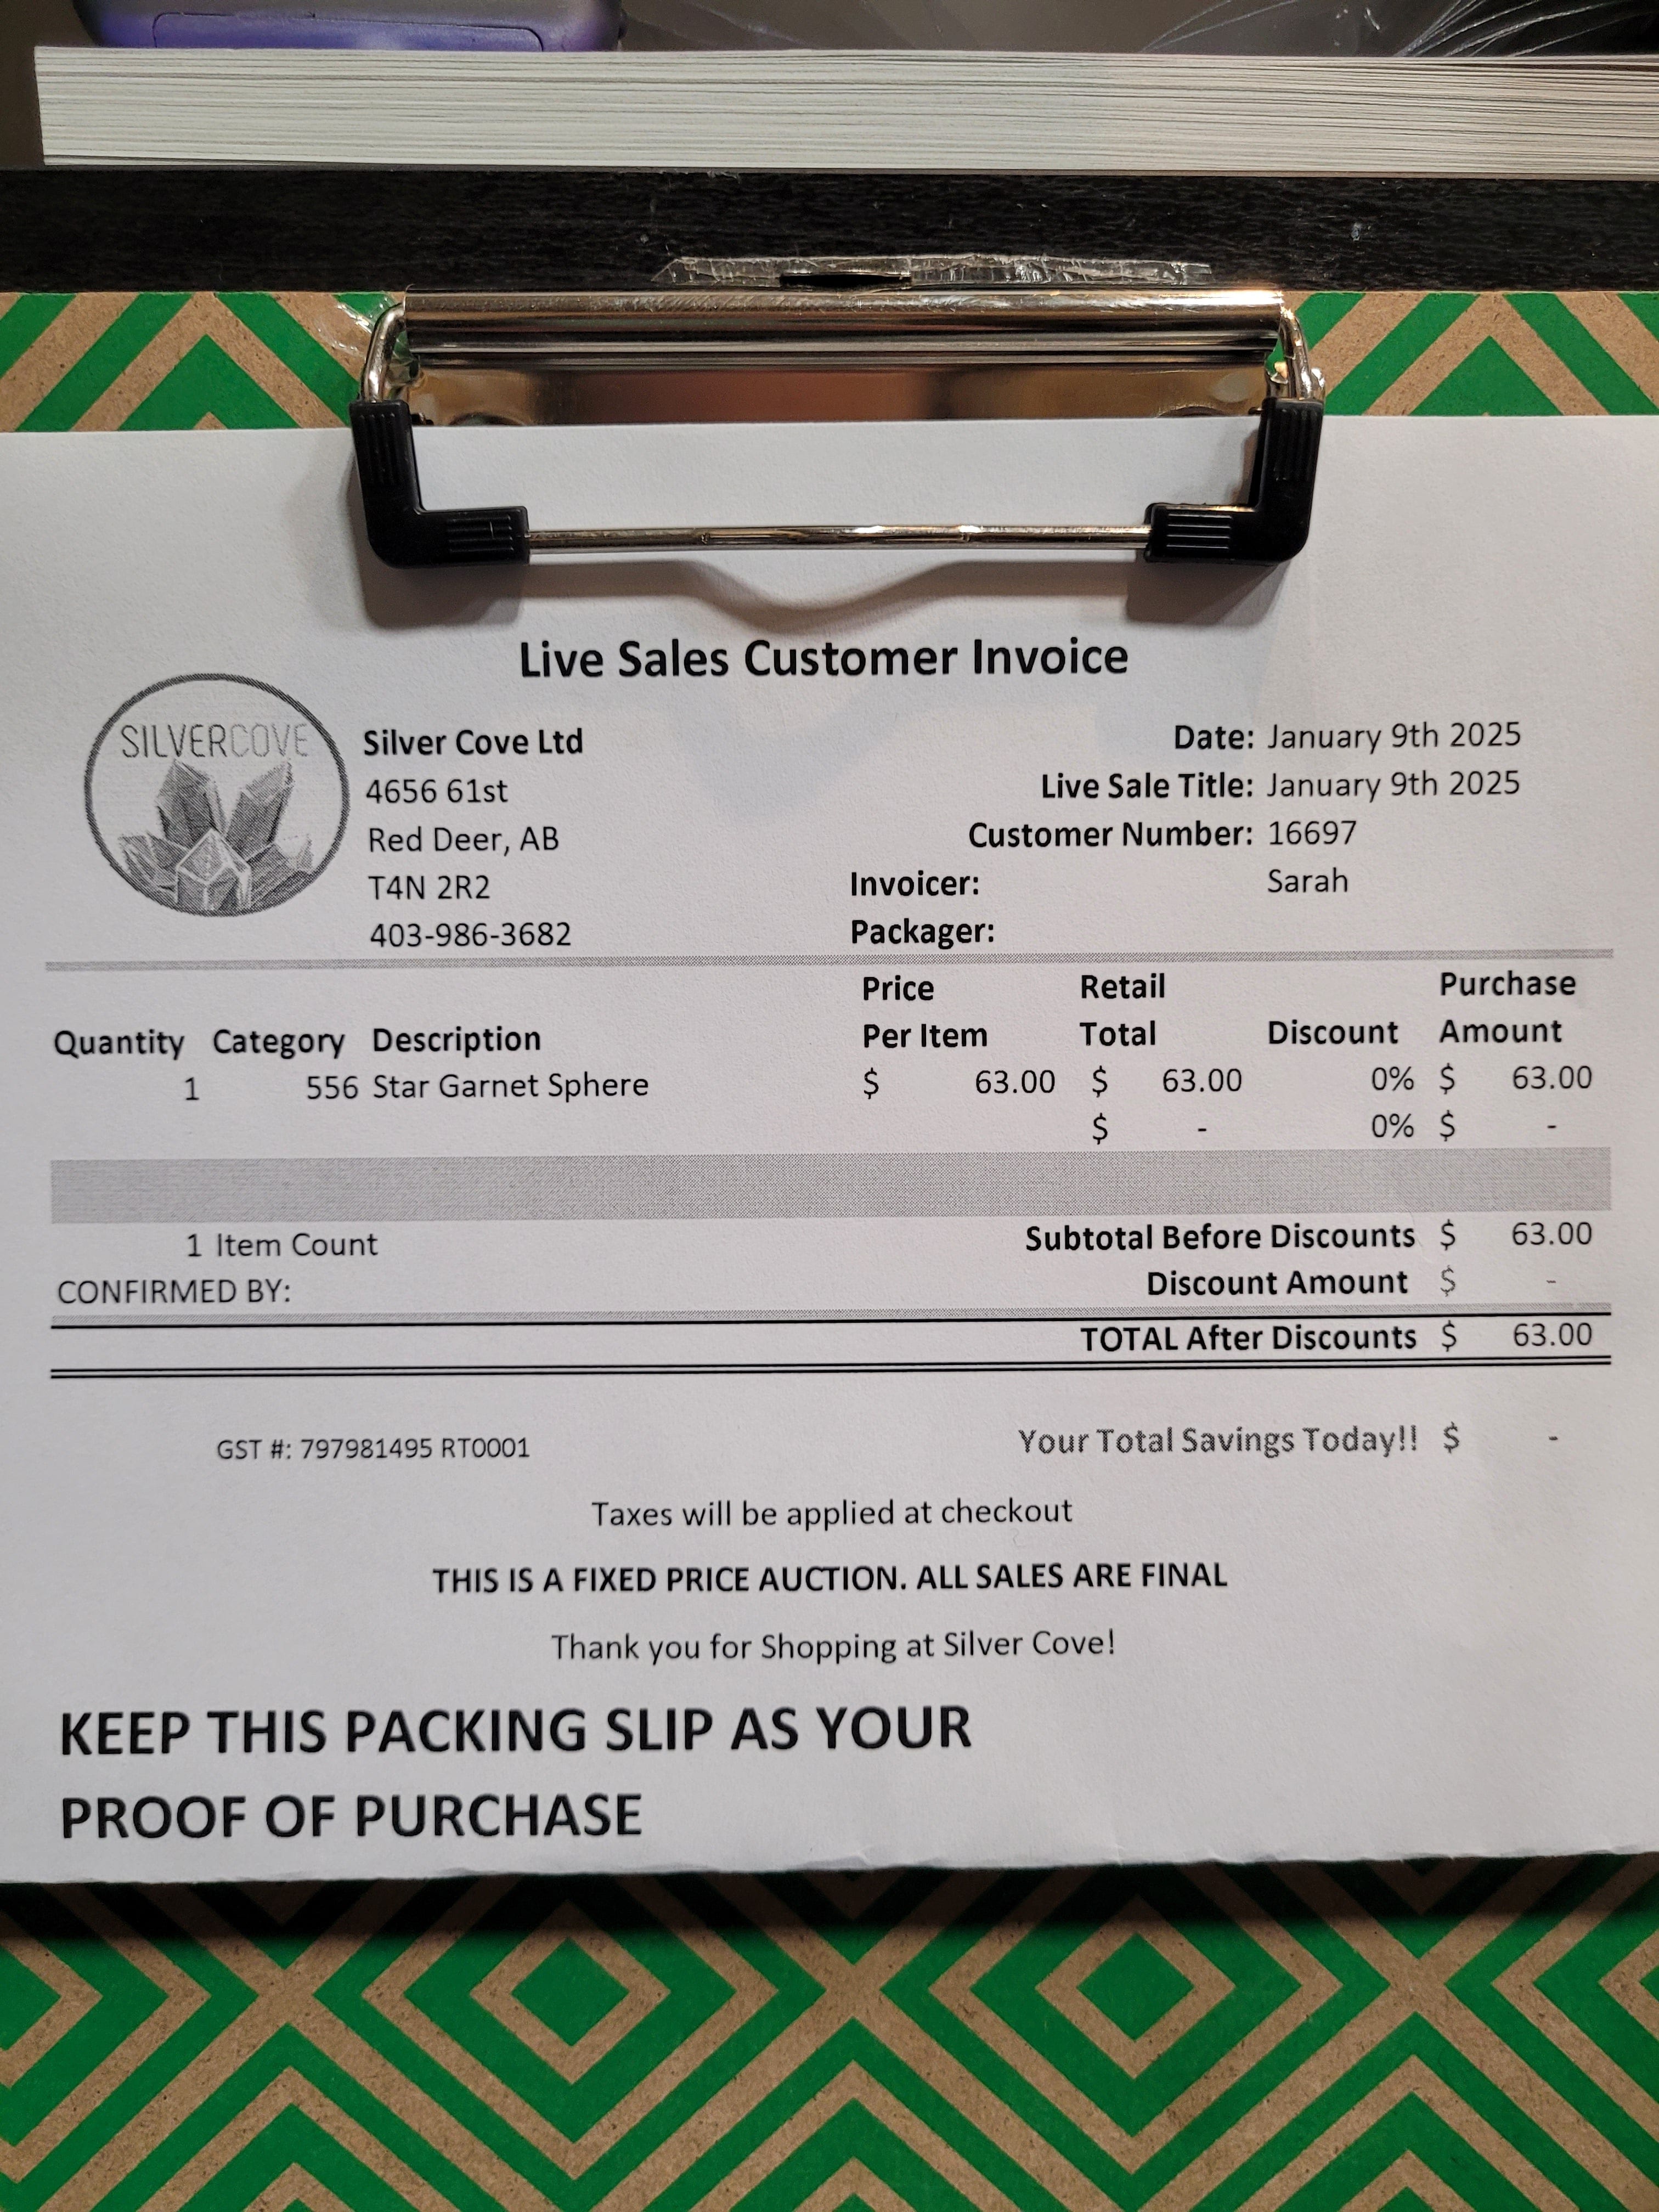 Live Sales Customer Invoice
SILVERCOVE
Silver Cove Ltd
4656 61st
Red Deer, AB
T4N 2R2
403-986-3682
Date: January 9th 2025
Live Sale Title: January 9th 2025
Customer Number: 16697
Invoicer: Sarah
Packager:
Quantity Category Description Price Per Item Retail Total Discount Purchase Amount
1 556 Star Garnet Sphere $ 63.00 $ 63.00 0% $ 63.00
$ - 0% $ -
1 Item Count Subtotal Before Discounts $ 63.00
CONFIRMED BY: Discount Amount $ -
TOTAL After Discounts $ 63.00
GST #: 797981495 RT0001 Your Total Savings Today!! $ -
Taxes will be applied at checkout
THIS IS A FIXED PRICE AUCTION. ALL SALES ARE FINAL
Thank you for Shopping at Silver Cove!
KEEP THIS PACKING SLIP AS YOUR
PROOF OF PURCHASE